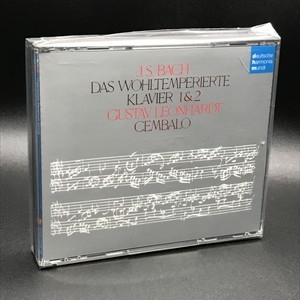 J.S. BACH
DAS WOHLTEMPERIERTE
KLAVIER 1&2
GUSTAV LEONHARDT
CEMBALO
deutsche
harmonia
mundi